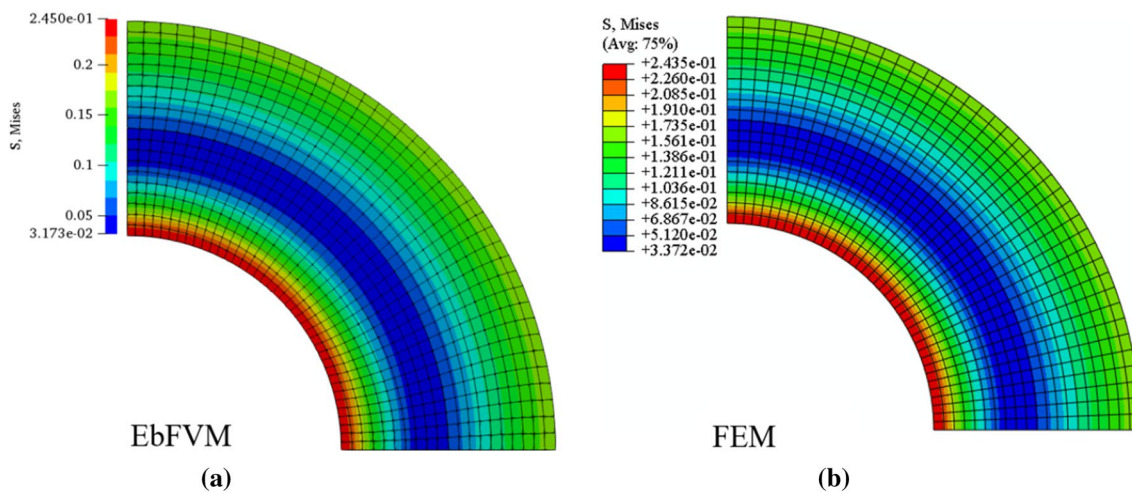 2.450e-01
0.2
0.15
0.1
0.05
3.173e-02
S, Mises
EbFVM
(a)
S, Mises
(Avg: 75%)
+2.435e-01
+2.260e-01
+2.085e-01
+1.910e-01
+1.735e-01
+1.561e-01
+1.386e-01
+1.211e-01
+1.036e-01
+8.615e-02
+6.867e-02
+5.120e-02
+3.372e-02
FEM
(b)